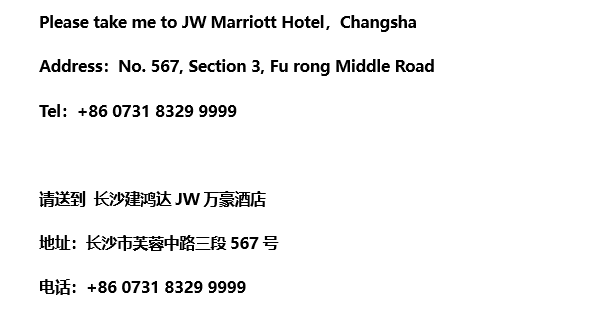 Please take me to JW Marriott Hotel，Changsha
Address：No. 567, Section 3, Fu rong Middle Road
Tel：+86 0731 8329 9999
请送到 长沙建鸿达 JW 万豪酒店
地址：长沙市芙蓉中路三段 567 号
电话：+86 0731 8329 9999